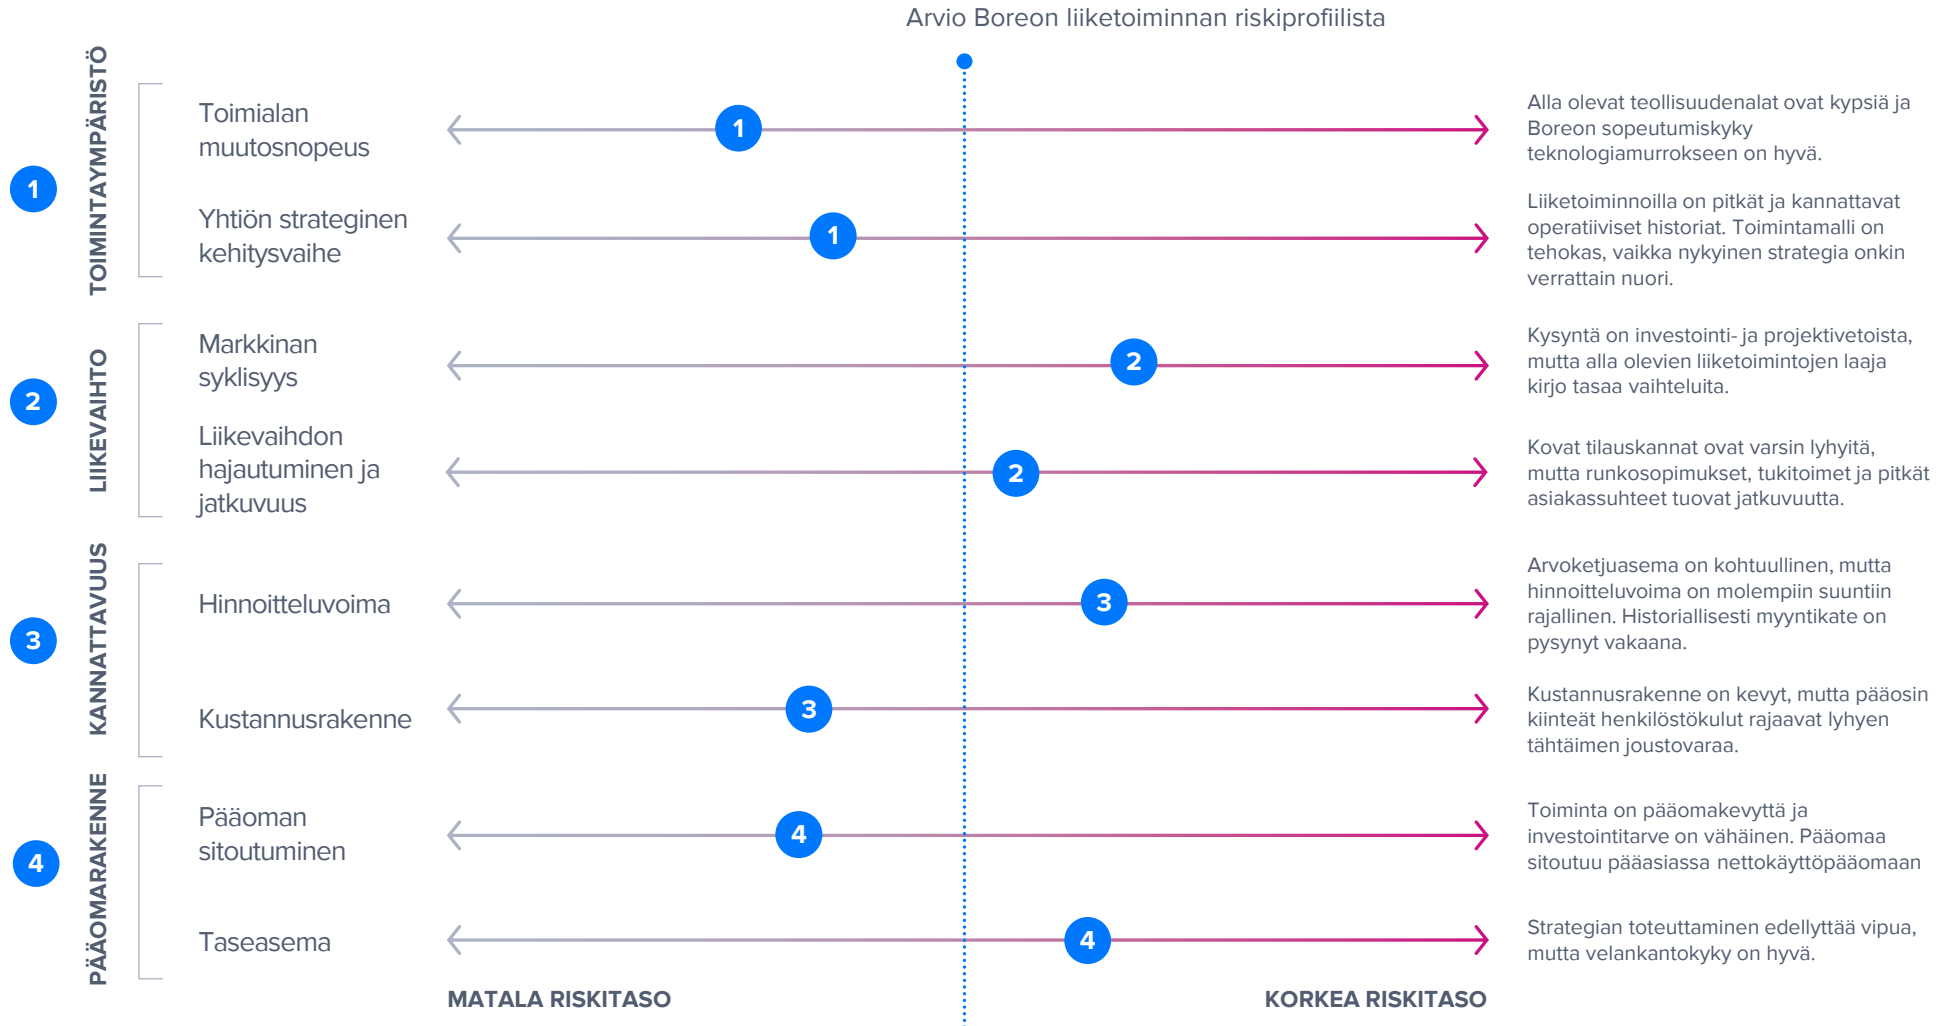 Arvio Boreon liiketoiminnan riskiprofiilista
1
TOIMINTAYMPÄRISTÖ
Toimialan
muutosnopeus
1
Alla olevat teollisuudenalat ovat kypsiä ja
Boreon sopeutumiskyky
teknologiamurrokseen on hyvä.
Yhtiön strateginen
kehitysvaihe
1
Liiketoiminnoilla on pitkät ja kannattavat
operatiiviset historiat. Toimintamalli on
tehokas, vaikka nykyinen strategia onkin
verrattain nuori.
2
LIIKEVAIHTO
Markkinan
syklisyys
2
Kysyntä on investointi- ja projektivetoista,
mutta alla olevien liiketoimintojen laaja
kirjo tasaa vaihteluita.
Liikevaihdon
hajautuminen ja
jatkuvuus
2
Kovat tilauskannat ovat varsin lyhyitä,
mutta runkosopimukset, tukitoimet ja pitkät
asiakassuhteet tuovat jatkuvuutta.
3
KANNATTAVUUS
Hinnoitteluvoima
3
Arvoketjuasema on kohtuullinen, mutta
hinnoitteluvoima on molempiin suuntiin
rajallinen. Historiallisesti myyntikate on
pysynyt vakaana.
Kustannusrakenne
3
Kustannusrakenne on kevyt, mutta pääosin
kiinteät henkilöstökulut rajaavat lyhyen
tähtäimen joustovaraa.
4
PÄÄOMARAKENNE
Pääoman
sitoutuminen
4
Toiminta on pääomakevyttä ja
investointitarve on vähäinen. Pääomaa
sitoutuu pääasiassa nettokäyttöpääomaan
Taseasema
4
Strategian toteuttaminen edellyttää vipua,
mutta velankantokyky on hyvä.
MATALA RISKITASO
KORKEA RISKITASO